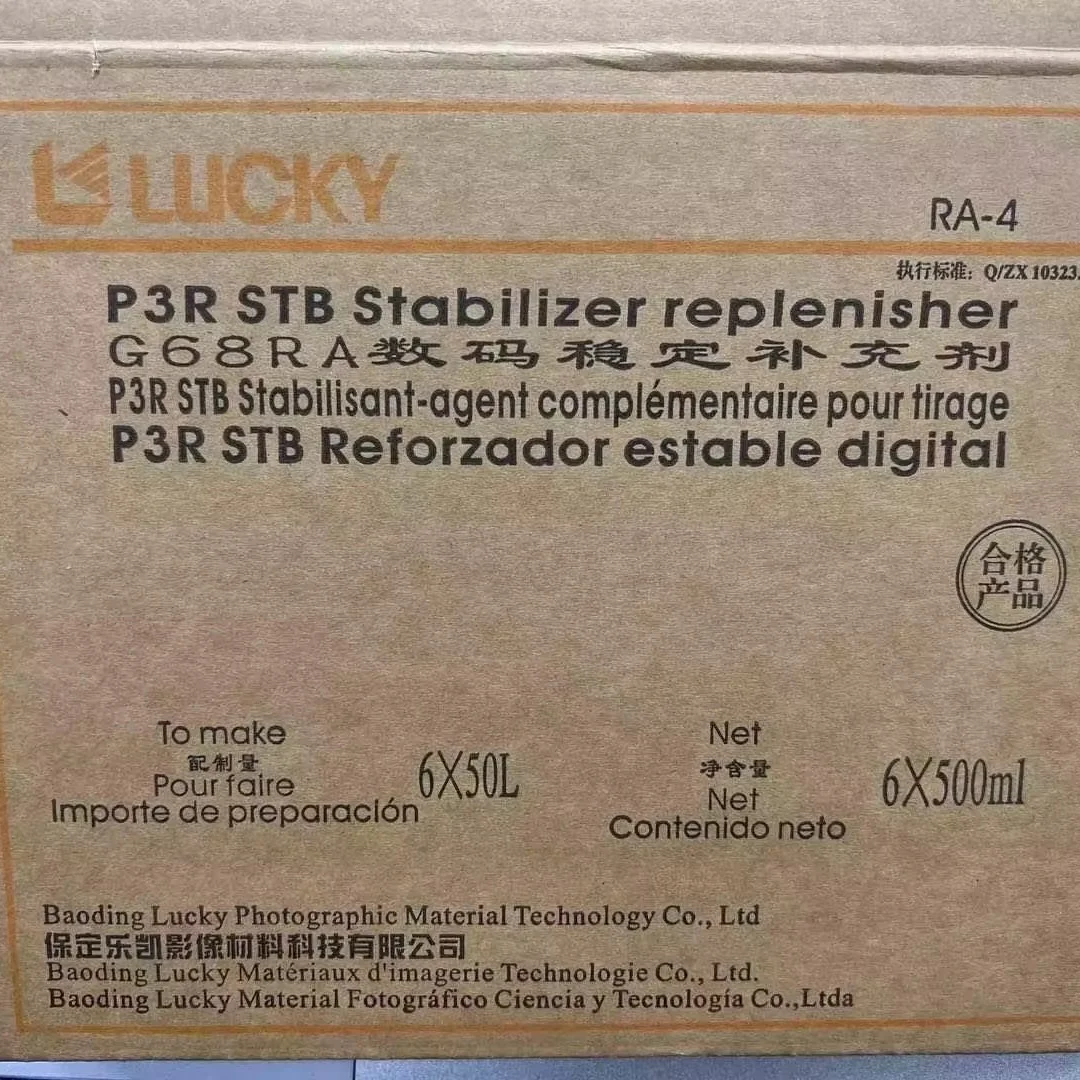 LUCKY
RA-4
执行标准：Q/ZX 10323.
P3R STB Stabilizer replenisher
G68RA数码稳定补充剂
P3R STB Stabilisant-agent complémentaire pour tirage
P3R STB Reforzador estable digital
合格
产品
To make
配制量
Pour faire
Importe de preparación
6X50L
Net
净含量
Net
Contenido neto
6X500ml
Baoding Lucky Photographic Material Technology Co., Ltd
保定乐凯影像材料科技有限公司
Baoding Lucky Matériaux d'imagerie Technologie Co., Ltd.
Baoding Lucky Material Fotográfico Ciencia y Tecnología Co.,Ltda